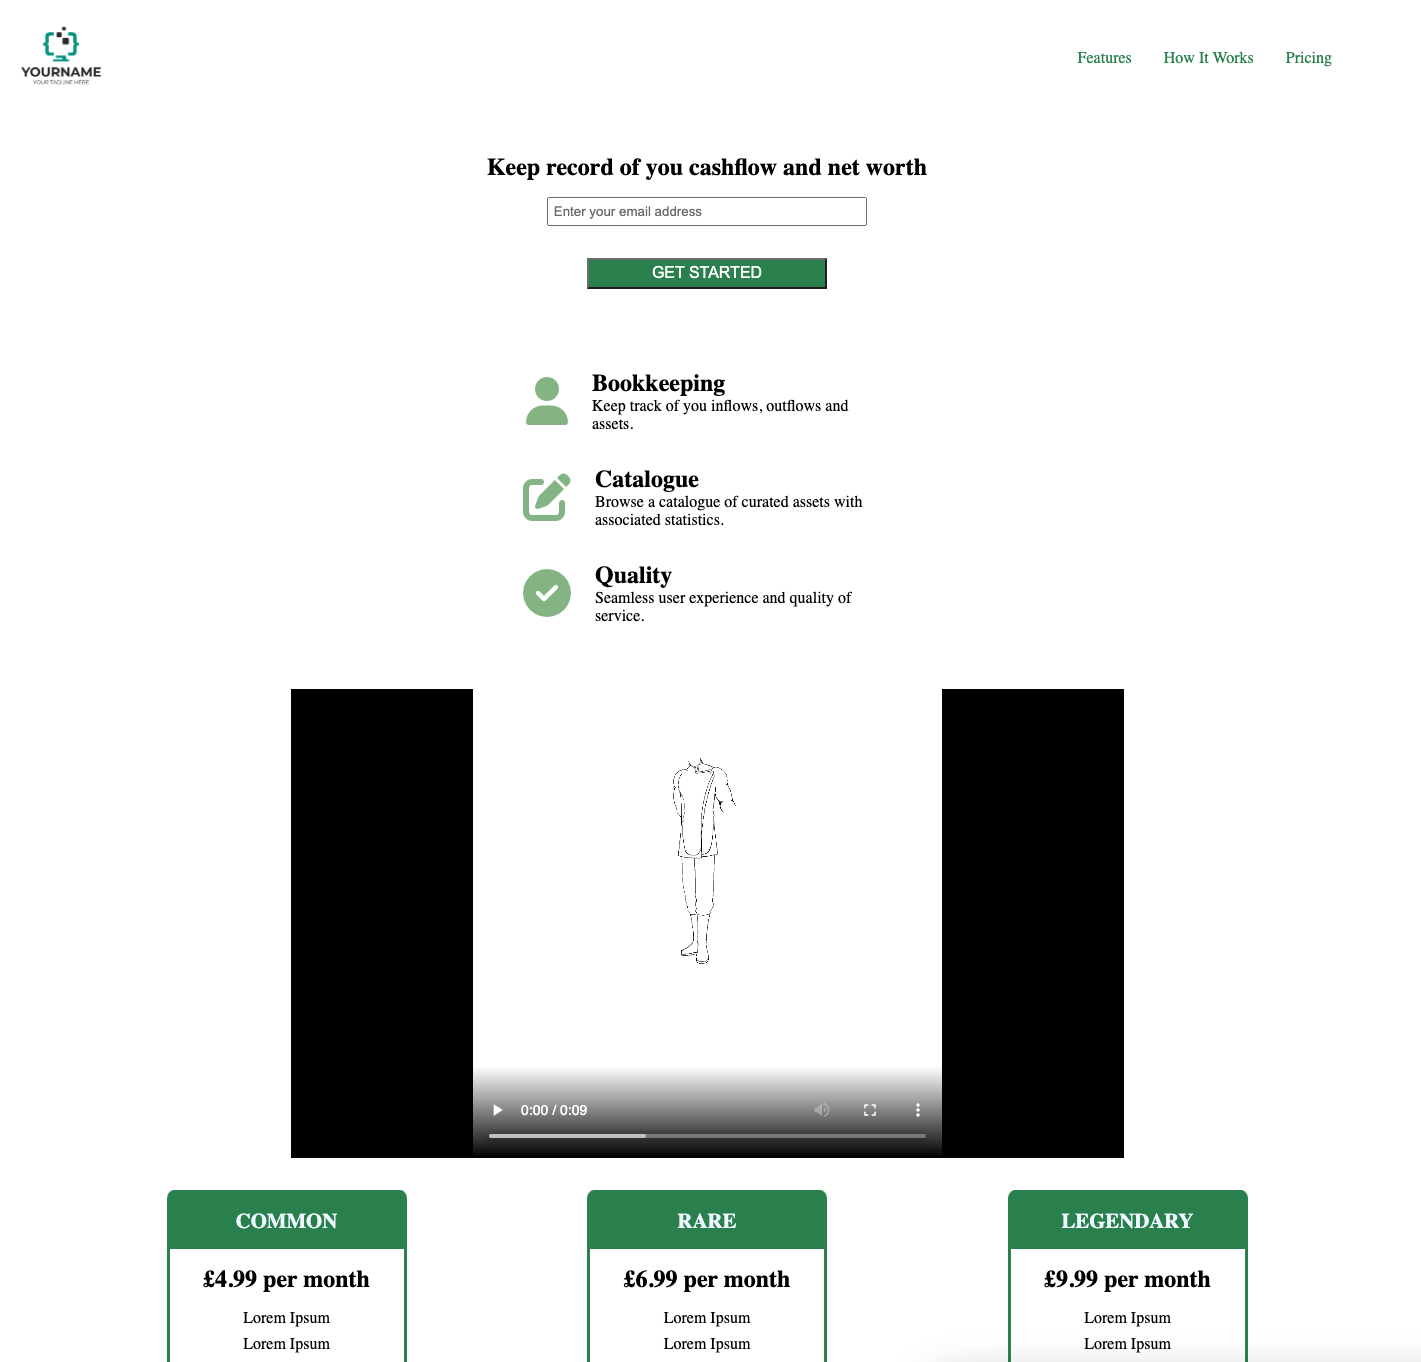 YOURNAME
YOUR TAGLINE HERE
Features How It Works Pricing
Keep record of you cashflow and net worth
Enter your email address
GET STARTED
Bookkeeping
Keep track of you inflows, outflows and
assets.
Catalogue
Browse a catalogue of curated assets with
associated statistics.
Quality
Seamless user experience and quality of
service.
0:00 / 0:09
COMMON
£4.99 per month
Lorem Ipsum
Lorem Ipsum
RARE
£6.99 per month
Lorem Ipsum
Lorem Ipsum
LEGENDARY
£9.99 per month
Lorem Ipsum
Lorem Ipsum